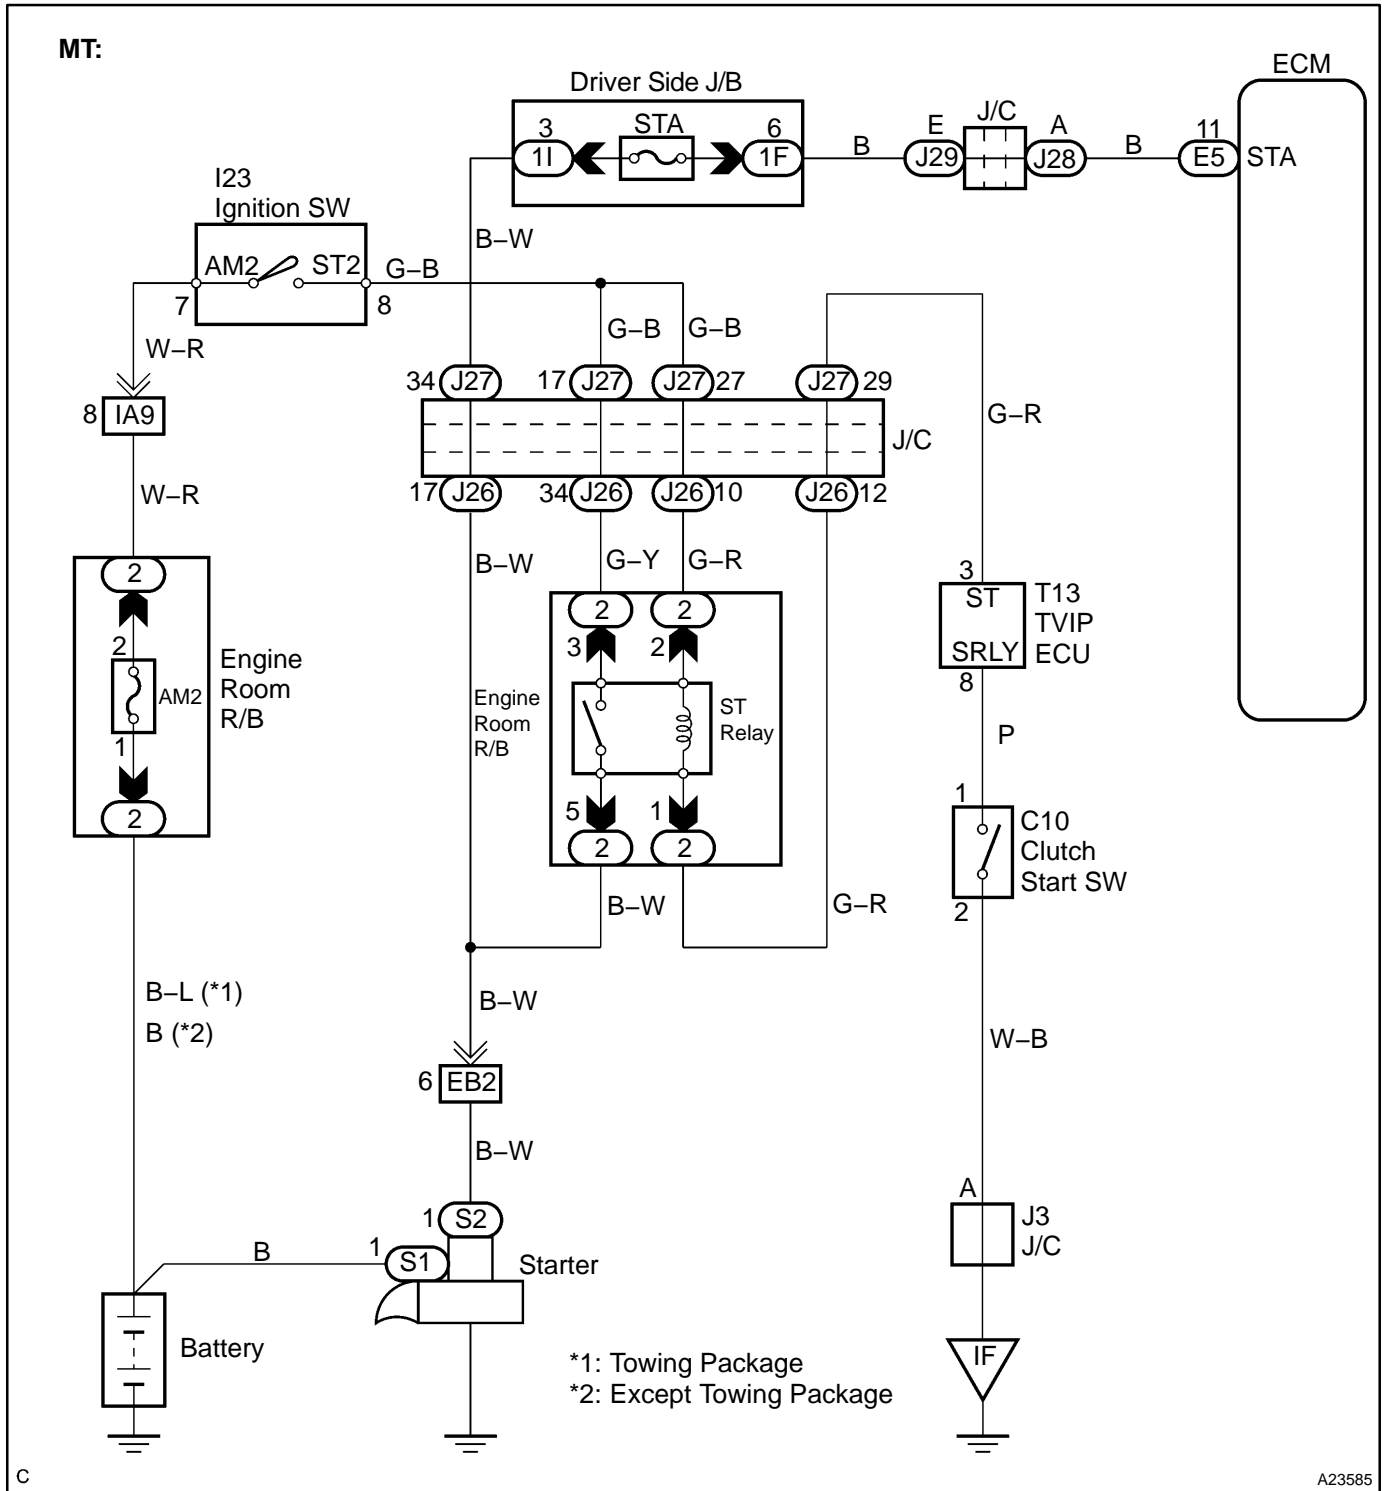 MT:
ECM
Driver Side J/B
3
STA
6
1I
1F
B
E
J/C
A
J29
J28
B
11
E5
STA
I23
Ignition SW
AM2
ST2
7
8
G–B
B–W
W–R
G–B
G–B
8
IA9
34
J27
17
J27
J27
27
J27
29
G–R
J/C
17
J26
34
J26
J26
10
J26
12
W–R
B–W
G–Y
G–R
2
2
AM2
1
2
Engine
Room
R/B
2
2
3
2
Engine
Room
R/B
ST
Relay
5
1
2
2
3
ST
SRLY
8
T13
TVIP
ECU
P
1
C10
Clutch
Start SW
2
B–W
G–R
B–L (*1)
B (*2)
B–W
W–B
6
EB2
B–W
1
S2
A
J3
J/C
B
1
S1
Starter
Battery
*1: Towing Package
*2: Except Towing Package
IF
C
A23585